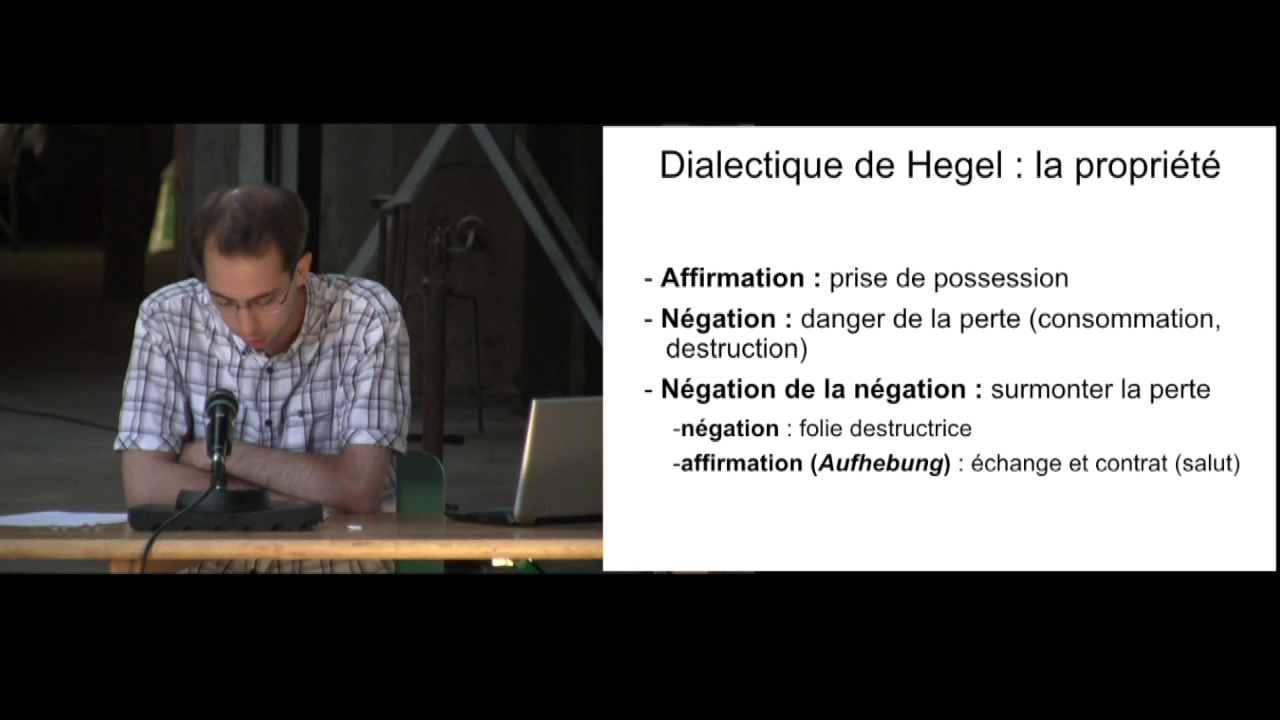 Dialectique de Hegel : la propriété
- Affirmation : prise de possession
- Négation : danger de la perte (consommation,
destruction)
- Négation de la négation : surmonter la perte
-négation : folie destructrice
-affirmation (Aufhebung) : échange et contrat (salut)